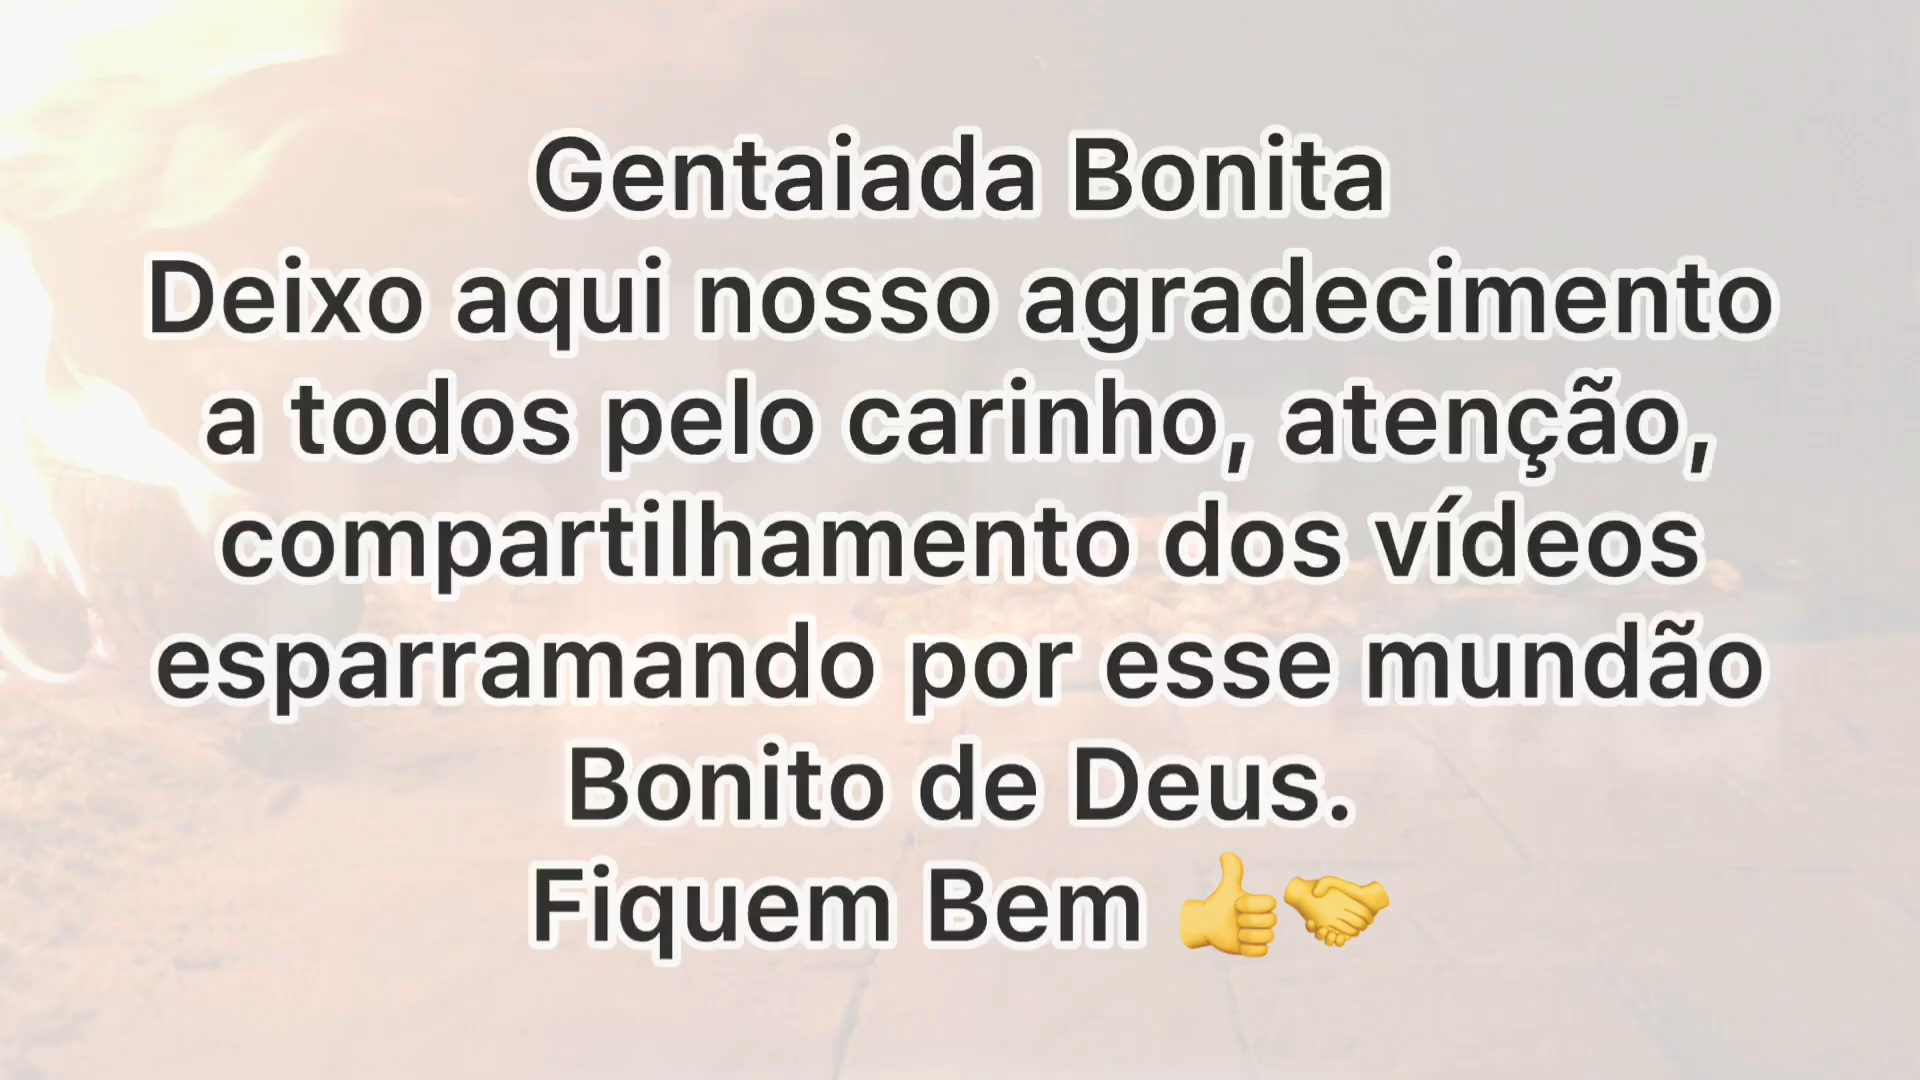 Gentaiada Bonita
Deixo aqui nosso agradecimento
a todos pelo carinho, atenção,
compartilhamento dos vídeos
esparramando por esse mundão
Bonito de Deus.
Fiquem Bem 👍🤝